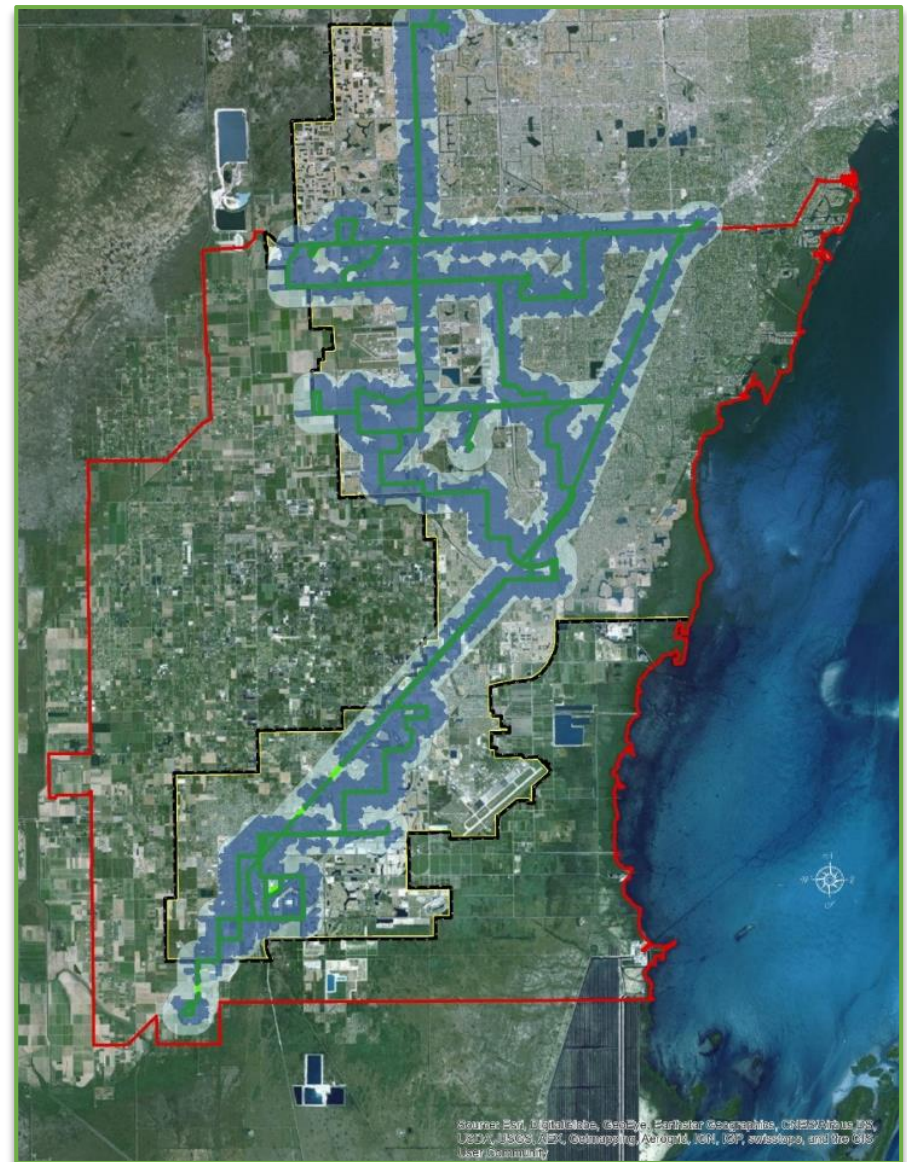 Source: Esri, DigitalGlobe, GeoEye, Earthstar Geographics, CNES/Airbus DS,
USDA, USGS, AEX, Getmapping, Aerogrid, IGN, IGP, swisstopo, and the GIS
User Community